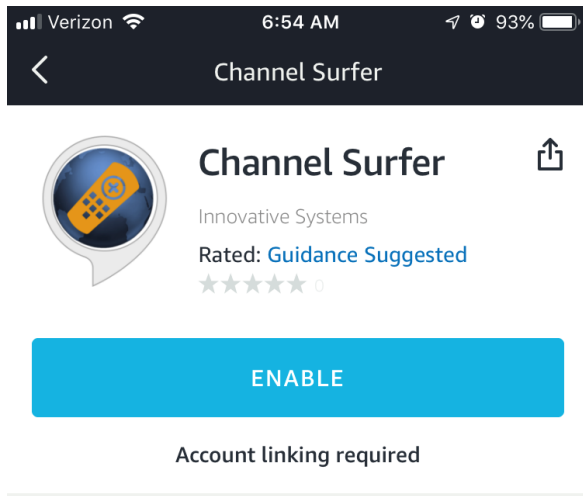 Verizon 6:54 AM 93%
Channel Surfer
Channel Surfer
Innovative Systems
Rated: Guidance Suggested
0
ENABLE
Account linking required